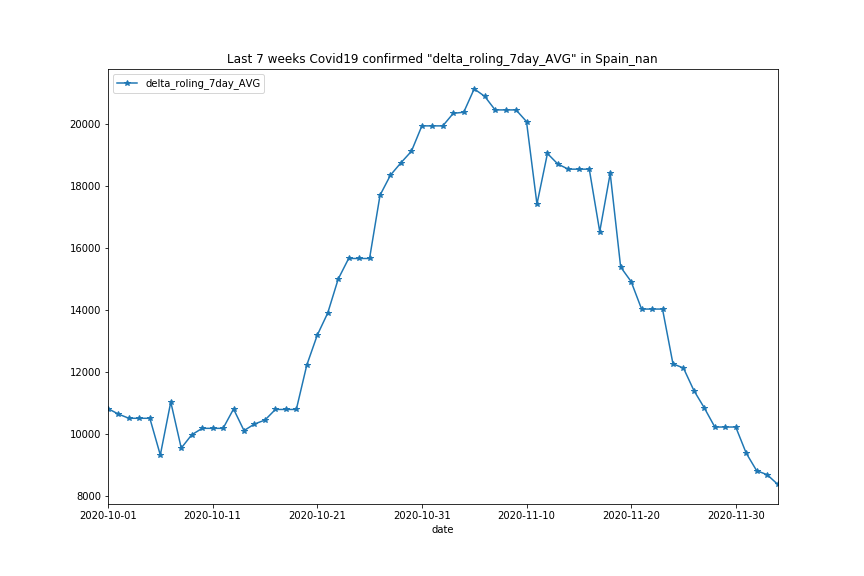 Last 7 weeks Covid19 confirmed "delta_roling_7day_AVG" in Spain_nan
delta_roling_7day_AVG
20000
18000
16000
14000
12000
10000
8000
2020-10-01 2020-10-11 2020-10-21 2020-10-31 2020-11-10 2020-11-20 2020-11-30
date